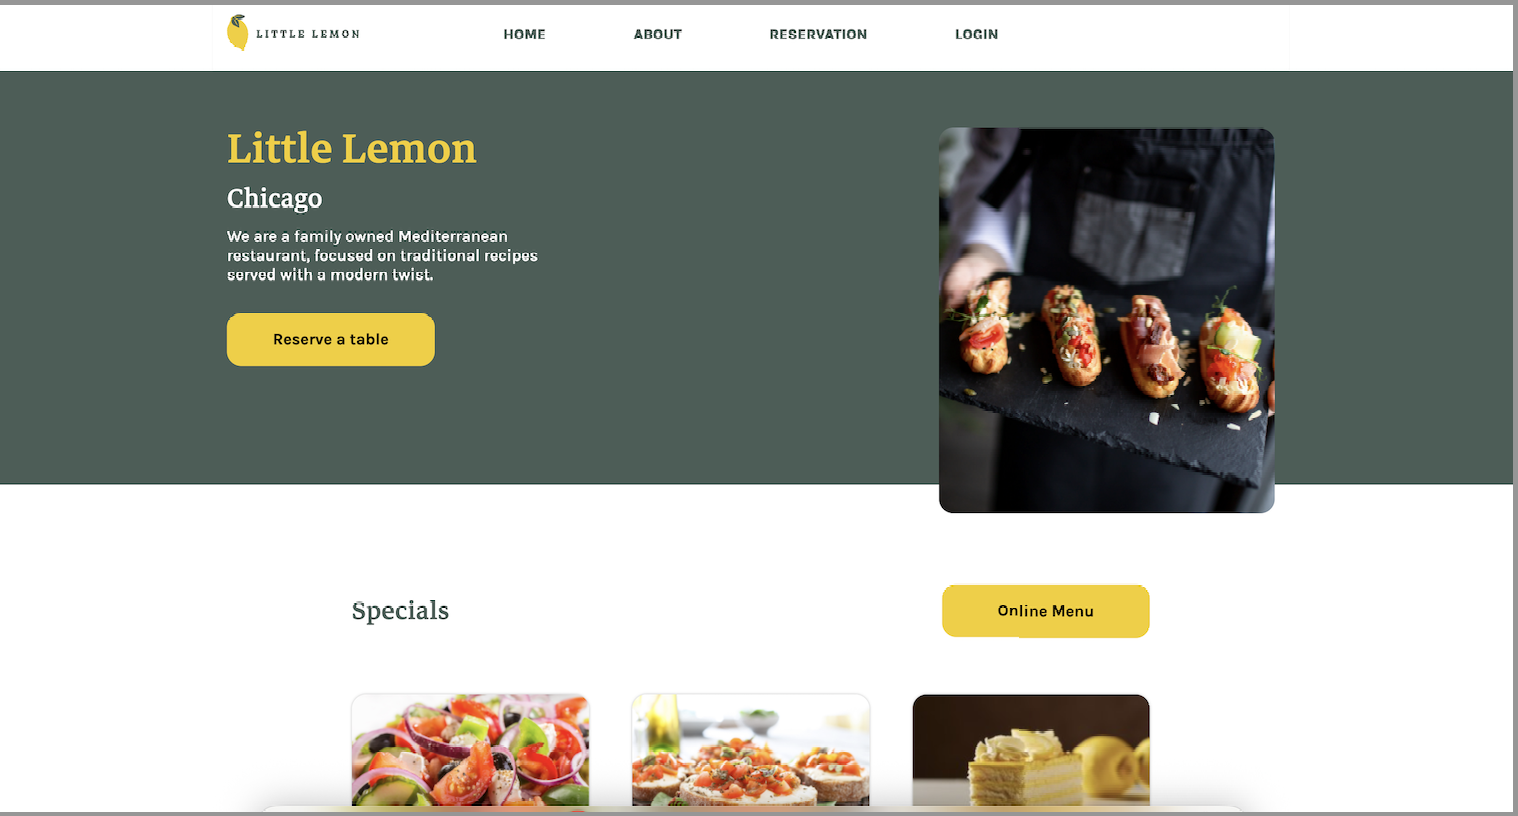 LITTLE LEMON
HOME ABOUT RESERVATION LOGIN
Little Lemon
Chicago
We are a family owned Mediterranean
restaurant, focused on traditional recipes
served with a modern twist.
Reserve a table
Specials
Online Menu